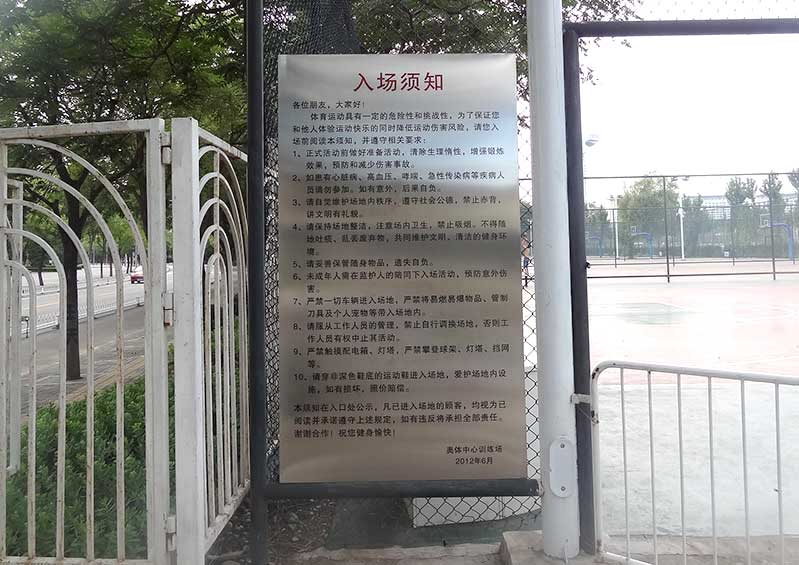 入场须知
各位朋友，大家好！
体育运动具有一定的危险性和挑战性，为了保证您
和他人体验运动快乐的同时降低运动伤害风险，请您入
场前阅读本须知，并遵守相关要求：
1、正式活动前做好准备活动，清除生理惰性，增强锻炼
效果，预防和减少伤害事故。
2、如患有心脏病、高血压、哮喘、急性传染病等疾病人
员请勿参加。如有意外，后果自负。
3、请自觉维护场地内秩序，遵守社会公德，禁止赤背，
讲文明有礼貌。
4、请保持场地整洁，注意场内卫生，禁止吸烟。不得随
地吐痰、乱丢废弃物，共同维护文明、清洁的健身环
境。
5、请妥善保管随身物品，遗失自负。
6、未成年人需在监护人的陪同下入场活动，预防意外伤
害。
7、严禁一切车辆进入场地，严禁将易燃易爆物品、管制
刀具及个人宠物等带入场地内。
8、请服从工作人员的管理，禁止自行调换场地，否则工
作人员有权中止其活动。
9、严禁触摸配电箱、灯塔，严禁攀登球架、灯塔、挡网
等。
10、请穿非深色鞋底的运动鞋进入场地，爱护场地内设
施，如有损坏，照价赔偿。
本须知在入口处公示，凡已进入场地的顾客，均视为已
阅读并承诺遵守上述规定，如有违反将承担全部责任。
谢谢合作！祝您健身愉快！
奥体中心训练场
2012年6月